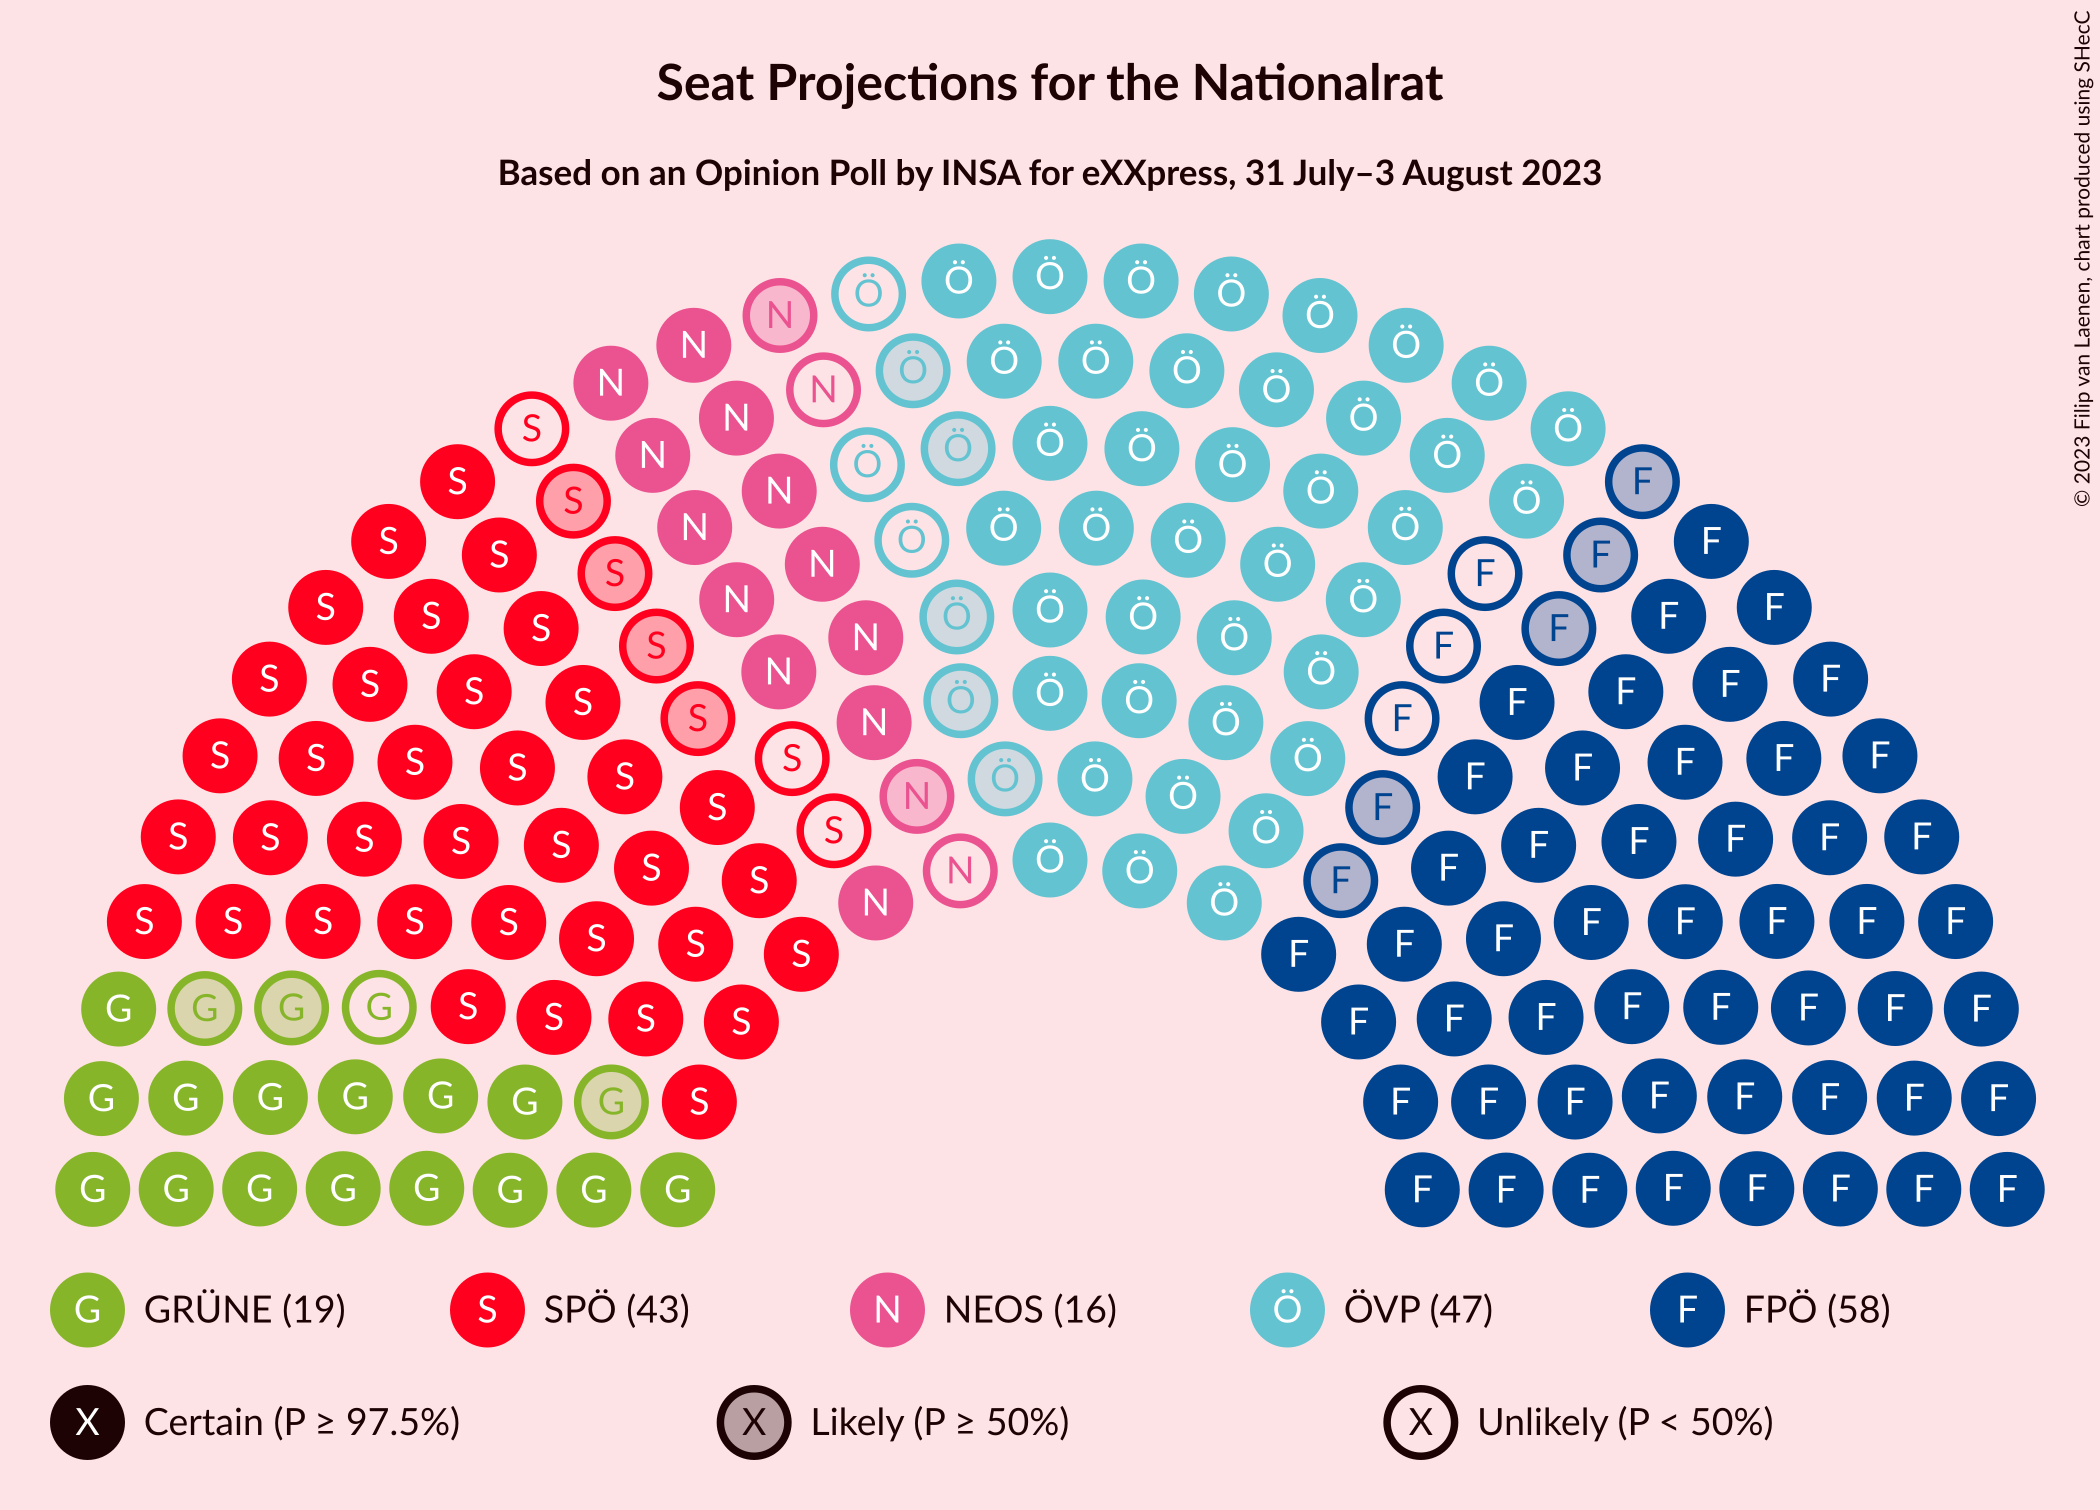 Seat Projections for the Nationalrat
Based on an Opinion Poll by INSA for eXXpress, 31 July–3 August 2023
© 2023 Filip van Laenen, chart produced using SHecC
Ö Ö Ö Ö Ö
N Ö
N Ö
N Ö
S Ö
S F
S F
S F
S F
S F
S F
S F
G F
G F
G F
N Ö Ö Ö Ö Ö Ö Ö Ö
N N S S S S S S S S G G G
Ö F F F F F F F F F F
G GRÜNE (19) S SPÖ (43) N NEOS (16) Ö ÖVP (47) F FPÖ (58)
X Certain (P ≥ 97.5%) X Likely (P ≥ 50%) X Unlikely (P < 50%)